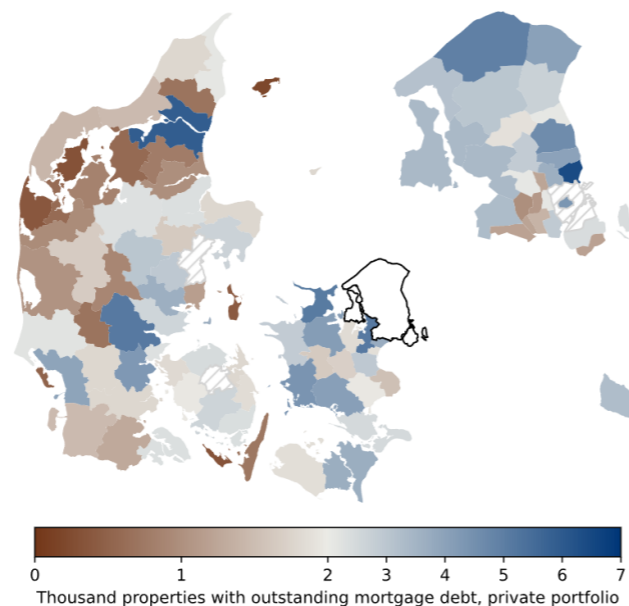 0 1 2 3 4 5 6 7
Thousand properties with outstanding mortgage debt, private portfolio